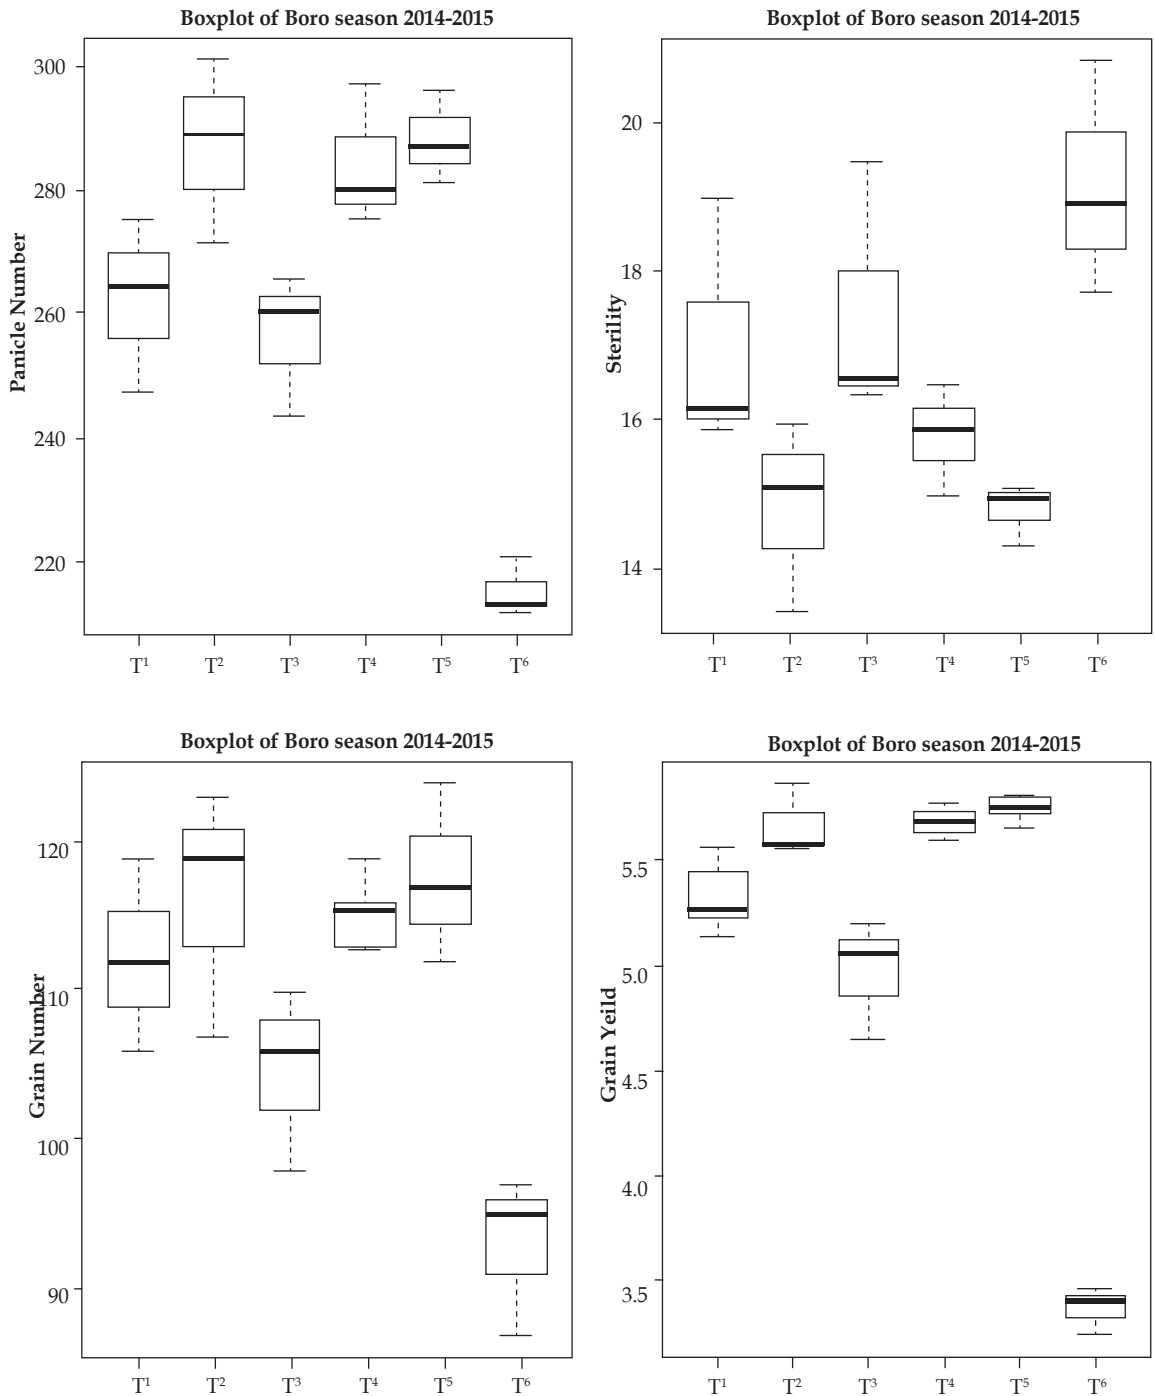 Boxplot of Boro season 2014-2015
Panicle Number
300
280
260
240
220
T¹ T² T³ T⁴ T⁵ T⁶
Boxplot of Boro season 2014-2015
Sterility
20
18
16
14
T¹ T² T³ T⁴ T⁵ T⁶
Boxplot of Boro season 2014-2015
Grain Number
120
110
100
90
T¹ T² T³ T⁴ T⁵ T⁶
Boxplot of Boro season 2014-2015
Grain Yeild
5.5
5.0
4.5
4.0
3.5
T¹ T² T³ T⁴ T⁵ T⁶